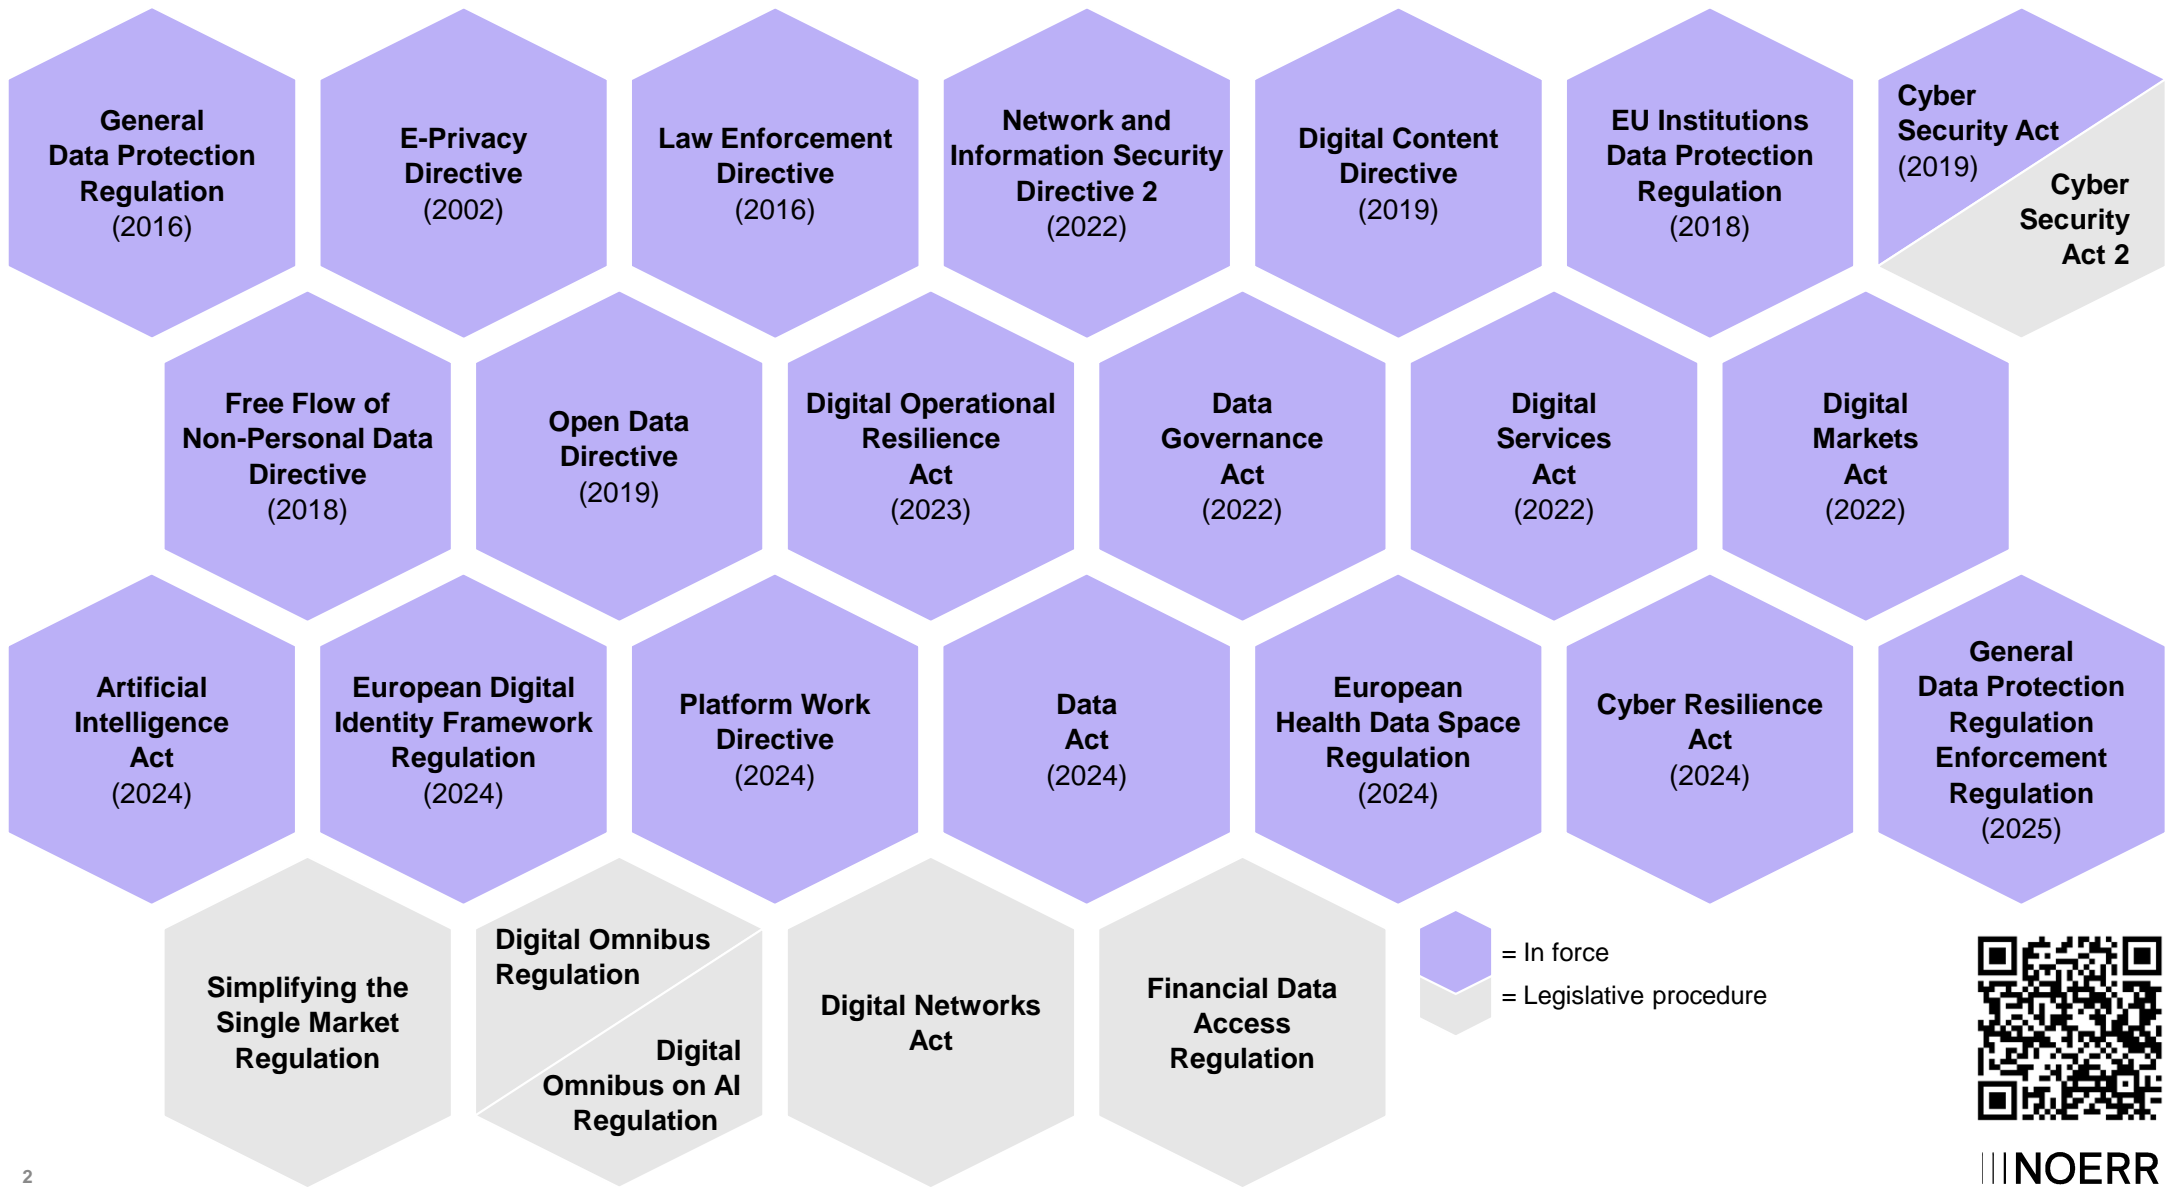 General
Data Protection
Regulation
(2016)
E-Privacy
Directive
(2002)
Law Enforcement
Directive
(2016)
Network and
Information Security
Directive 2
(2022)
Digital Content
Directive
(2019)
EU Institutions
Data Protection
Regulation
(2018)
Cyber
Security Act
(2019)
Cyber
Security
Act 2
Free Flow of
Non-Personal Data
Directive
(2018)
Open Data
Directive
(2019)
Digital Operational
Resilience
Act
(2023)
Data
Governance
Act
(2022)
Digital
Services
Act
(2022)
Digital
Markets
Act
(2022)
Artificial
Intelligence
Act
(2024)
European Digital
Identity Framework
Regulation
(2024)
Platform Work
Directive
(2024)
Data
Act
(2024)
European
Health Data Space
Regulation
(2024)
Cyber Resilience
Act
(2024)
General
Data Protection
Regulation
Enforcement
Regulation
(2025)
Simplifying the
Single Market
Regulation
Digital Omnibus
Regulation
Digital
Omnibus on AI
Regulation
Digital Networks
Act
Financial Data
Access
Regulation
= In force
= Legislative procedure
2
NOERR